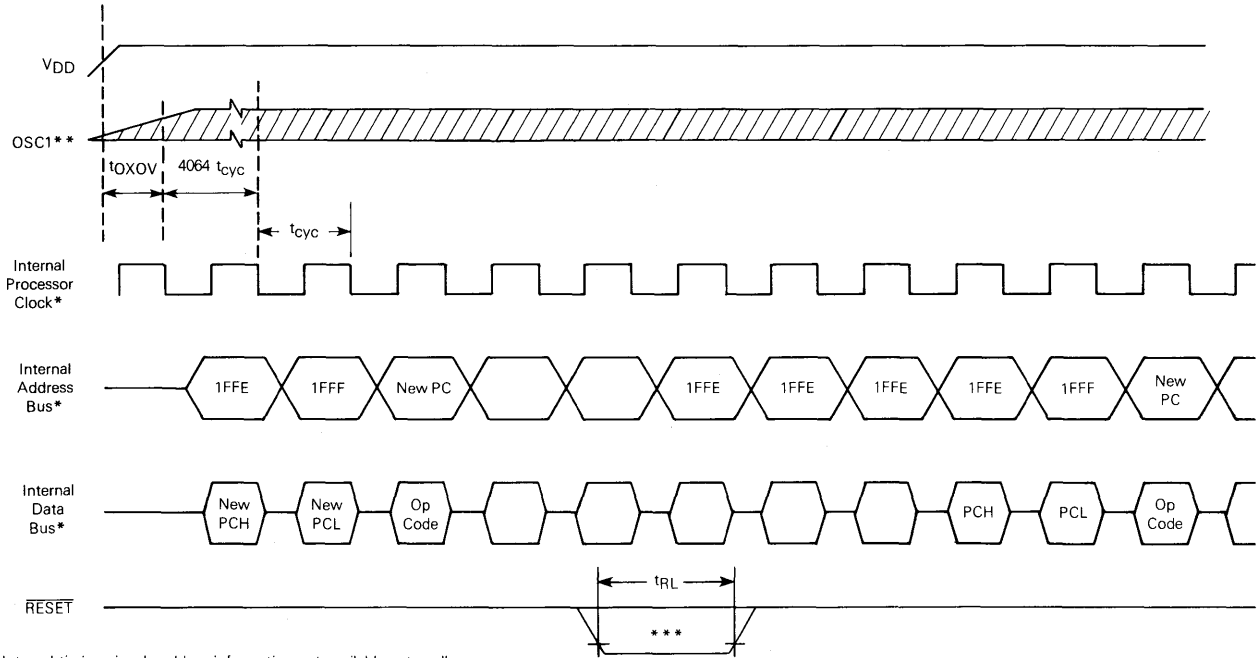 VDD
OSC1**
tOXOV
4064 tcyc
tcyc
Internal
Processor
Clock*
Internal
Address
Bus*
1FFE
1FFF
New PC
1FFE
1FFE
1FFE
1FFE
1FFF
New
PC
Internal
Data
Bus*
New
PCH
New
PCL
Op
Code
PCH
PCL
Op
Code
tRL
RESET
***